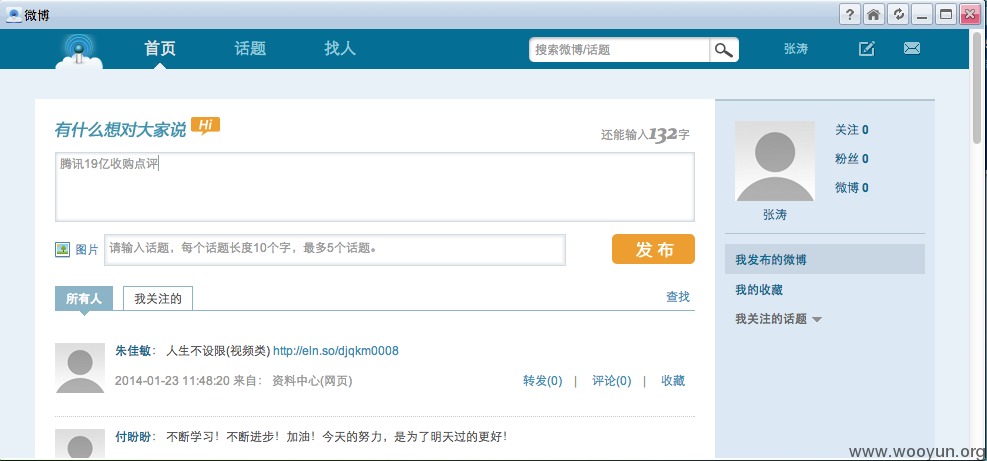 微博
首页 话题 找人 搜索微博/话题 张涛
有什么想对大家说 Hi
还能输入132字
腾讯19亿收购点评
图片 请输入话题，每个话题长度10个字，最多5个话题。 发布
所有人 我关注的 查找
朱佳敏： 人生不设限(视频类) http://eln.so/djqkm0008
2014-01-23 11:48:20 来自： 资料中心(网页) 转发(0) | 评论(0) | 收藏
付盼盼： 不断学习！不断进步！加油！今天的努力，是为了明天过的更好！
关注 0
粉丝 0
微博 0
张涛
我发布的微博
我的收藏
我关注的话题
www.wooyun.org